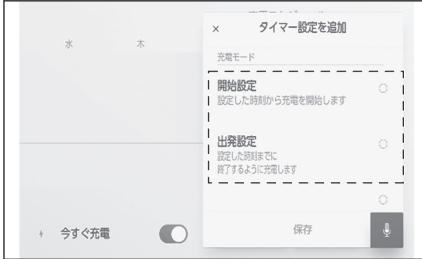 × タイマー設定を追加
水 木
充電モード
開始設定
設定した時刻から充電を開始します
出発設定
設定した時刻までに
終了するように充電します
今すぐ充電
保存